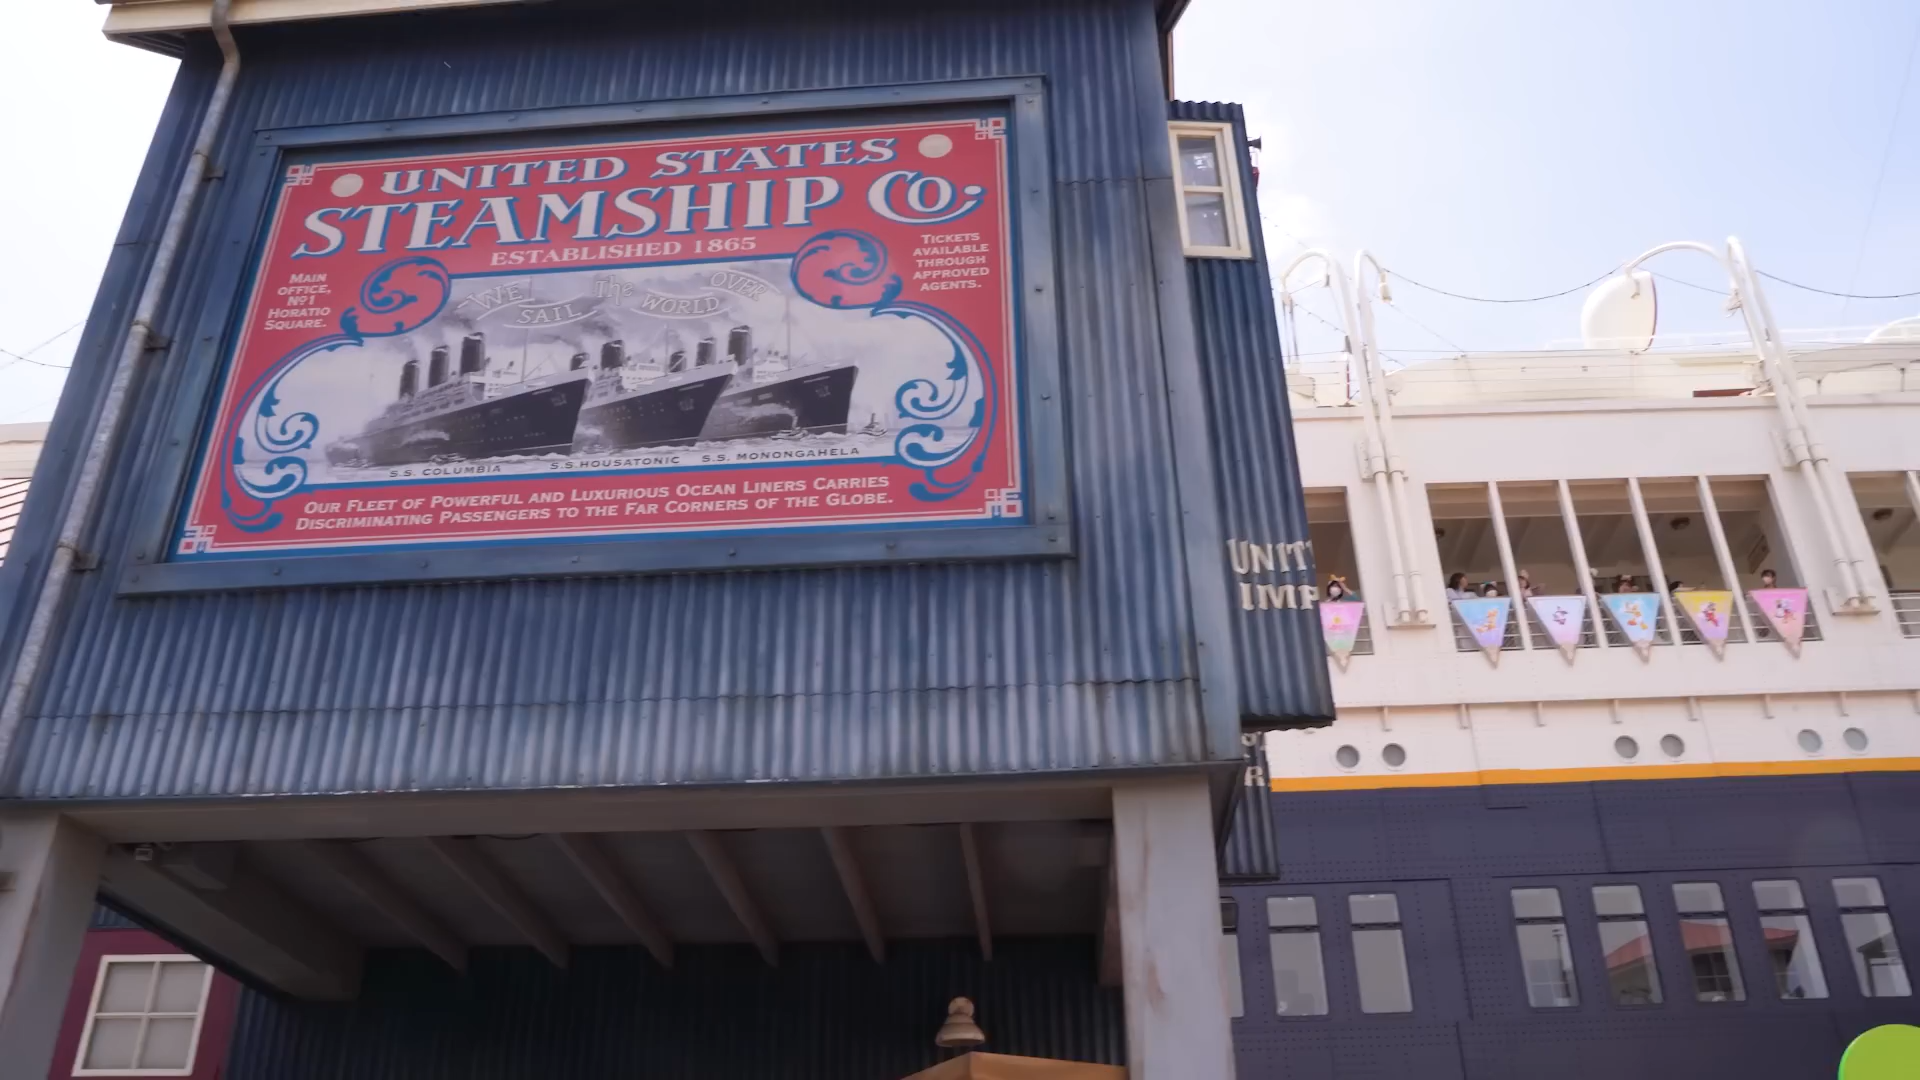 UNITED STATES
STEAMSHIP CO.
ESTABLISHED 1865
MAIN
OFFICE,
Nº1
HORATIO
SQUARE.
TICKETS
AVAILABLE
THROUGH
APPROVED
AGENTS.
WE SAIL The WORLD OVER
S.S. COLUMBIA
S.S. HOUSATONIC
S.S. MONONGAHELA
OUR FLEET OF POWERFUL AND LUXURIOUS OCEAN LINERS CARRIES
DISCRIMINATING PASSENGERS TO THE FAR CORNERS OF THE GLOBE.
UNIT
IMP
R